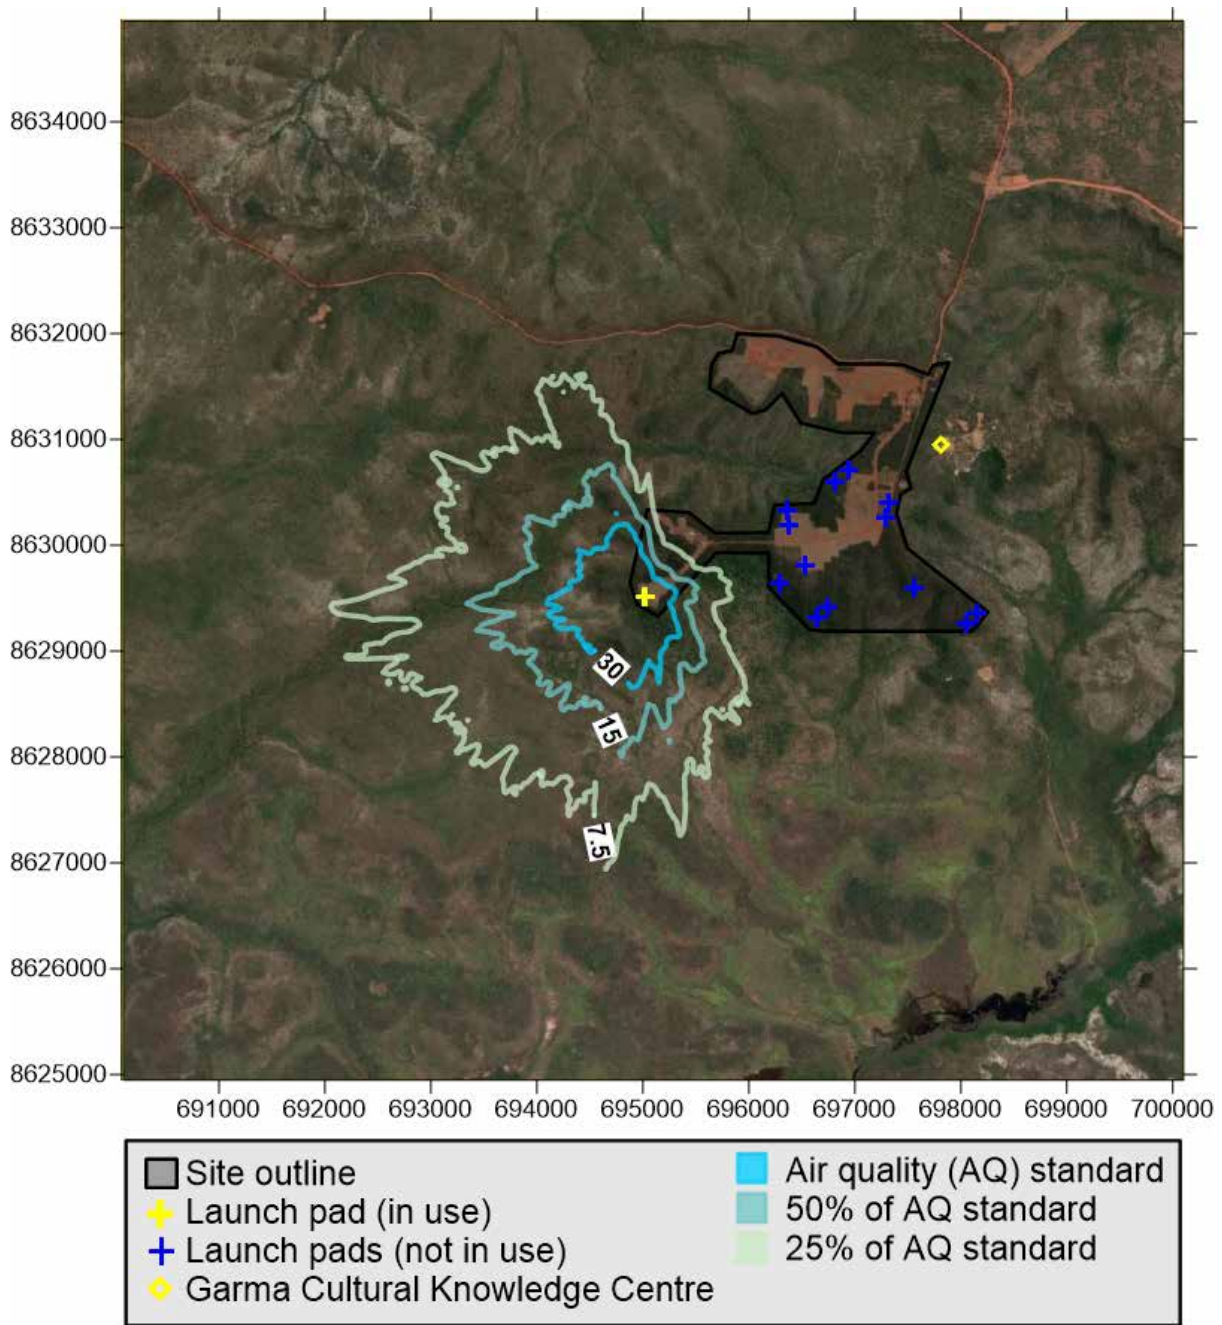 8634000
8633000
8632000
8631000
8630000
8629000
8628000
8627000
8626000
8625000
30
15
7.5
691000 692000 693000 694000 695000 696000 697000 698000 699000 700000
Site outline
Launch pad (in use)
Launch pads (not in use)
Garma Cultural Knowledge Centre
Air quality (AQ) standard
50% of AQ standard
25% of AQ standard